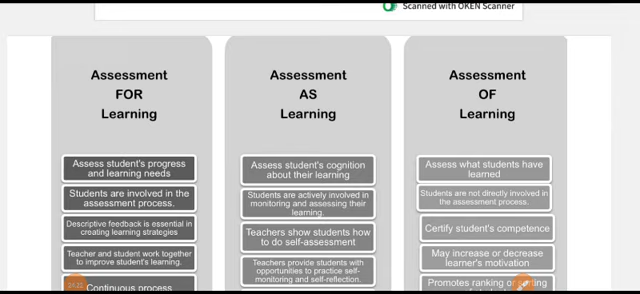 Scanned with OKEN Scanner
Assessment
FOR
Learning
Assess student's progress
and learning needs
Students are involved in the
assessment process.
Descriptive feedback is essential in
creating learning strategies
Teacher and student work together
to improve student's learning.
Continuous process
Assessment
AS
Learning
Assess student's cognition
about their learning
Students are actively involved in
monitoring and assessing their
learning.
Teachers show students how
to do self-assessment
Teachers provide students with
opportunities to practice self-
monitoring and self-reflection.
Assessment
OF
Learning
Assess what students have
learned
Students are not directly involved in
the assessment process.
Certify student's competence
May increase or decrease
learner's motivation
Promotes ranking or